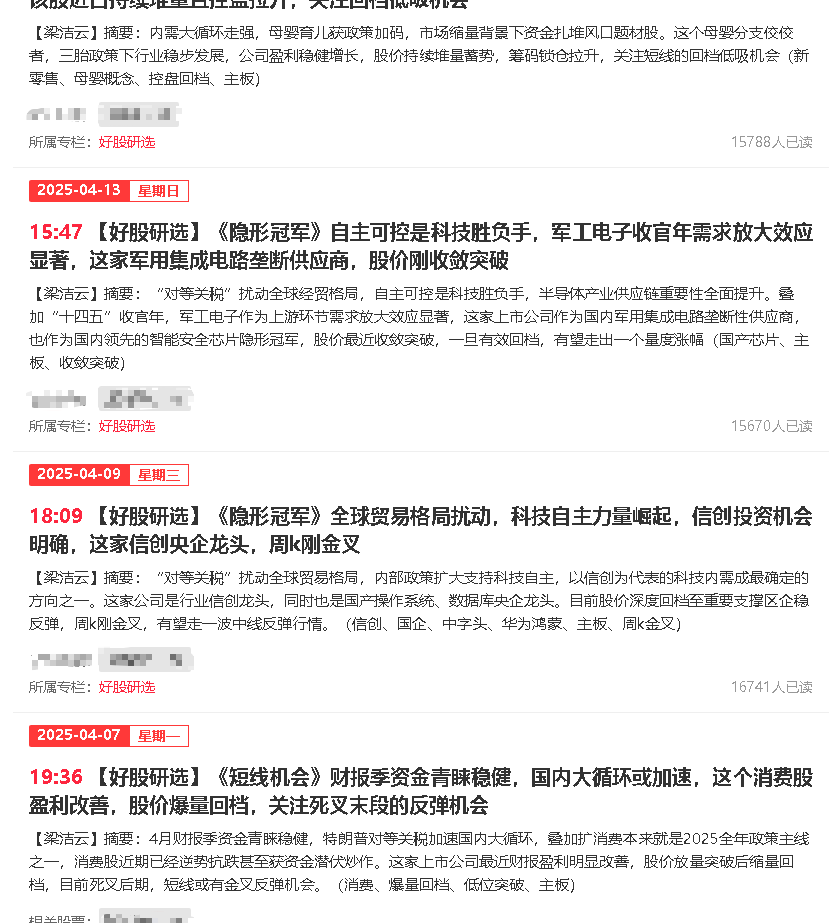 该股近日持续堆量且控盘拉升，关注回档低吸机会
【梁洁云】摘要：内需大循环走强，母婴育儿获政策加码，市场缩量背景下资金扎堆风口题材股。这个母婴分支佼佼
者，三胎政策下行业稳步发展，公司盈利稳健增长，股价持续堆量蓄势，筹码锁仓拉升，关注短线的回档低吸机会（新
零售、母婴概念、控盘回档、主板）
所属专栏：好股研选 15788人已读
2025-04-13 星期日
15:47 【好股研选】《隐形冠军》自主可控是科技胜负手，军工电子收官年需求放大效应
显著，这家军用集成电路垄断供应商，股价刚收敛突破
【梁洁云】摘要：“对等关税”扰动全球经贸格局，自主可控是科技胜负手，半导体产业供应链重要性全面提升。叠
加“十四五”收官年，军工电子作为上游环节需求放大效应显著，这家上市公司作为国内军用集成电路垄断性供应商，
也作为国内领先的智能安全芯片隐形冠军，股价最近收敛突破，一旦有效回档，有望走出一个量度涨幅（国产芯片、主
板、收敛突破）
所属专栏：好股研选 15670人已读
2025-04-09 星期三
18:09 【好股研选】《隐形冠军》全球贸易格局扰动，科技自主力量崛起，信创投资机会
明确，这家信创央企龙头，周k刚金叉
【梁洁云】摘要：“对等关税”扰动全球贸易格局，内部政策扩大支持科技自主，以信创为代表的科技内需成最确定的
方向之一。这家公司是行业信创龙头，同时也是国产操作系统、数据库央企龙头。目前股价深度回档至重要支撑区企稳
反弹，周k刚金叉，有望走一波中线反弹行情。（信创、国企、中字头、华为鸿蒙、主板、周k金叉）
所属专栏：好股研选 16741人已读
2025-04-07 星期一
19:36 【好股研选】《短线机会》财报季资金青睐稳健，国内大循环或加速，这个消费股
盈利改善，股价爆量回档，关注死叉末段的反弹机会
【梁洁云】摘要：4月财报季资金青睐稳健，特朗普对等关税加速国内大循环，叠加扩消费本来就是2025全年政策主线
之一，消费股近期已经逆势抗跌甚至获资金潜伏炒作。这家上市公司最近财报盈利明显改善，股价放量突破后缩量回
档，目前死叉后期，短线或有金叉反弹机会。（消费、爆量回档、低位突破、主板）
相关股票：